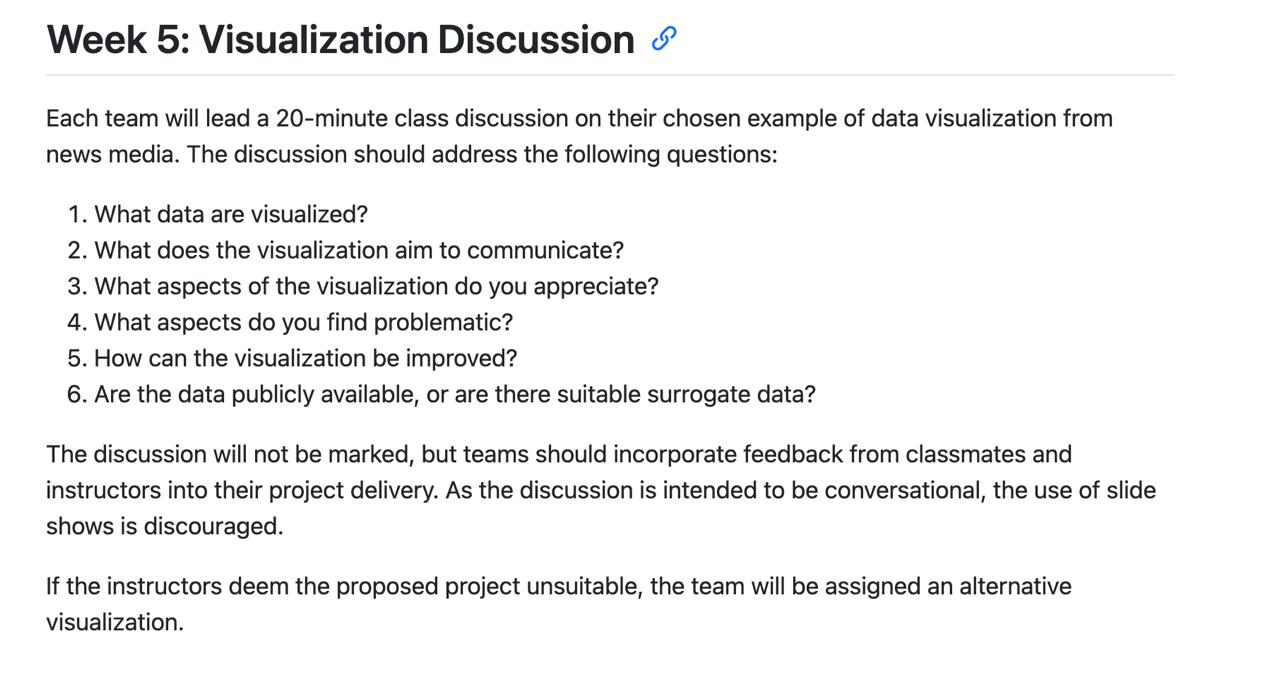 Week 5: Visualization Discussion
Each team will lead a 20-minute class discussion on their chosen example of data visualization from
news media. The discussion should address the following questions:
1. What data are visualized?
2. What does the visualization aim to communicate?
3. What aspects of the visualization do you appreciate?
4. What aspects do you find problematic?
5. How can the visualization be improved?
6. Are the data publicly available, or are there suitable surrogate data?
The discussion will not be marked, but teams should incorporate feedback from classmates and
instructors into their project delivery. As the discussion is intended to be conversational, the use of slide
shows is discouraged.
If the instructors deem the proposed project unsuitable, the team will be assigned an alternative
visualization.